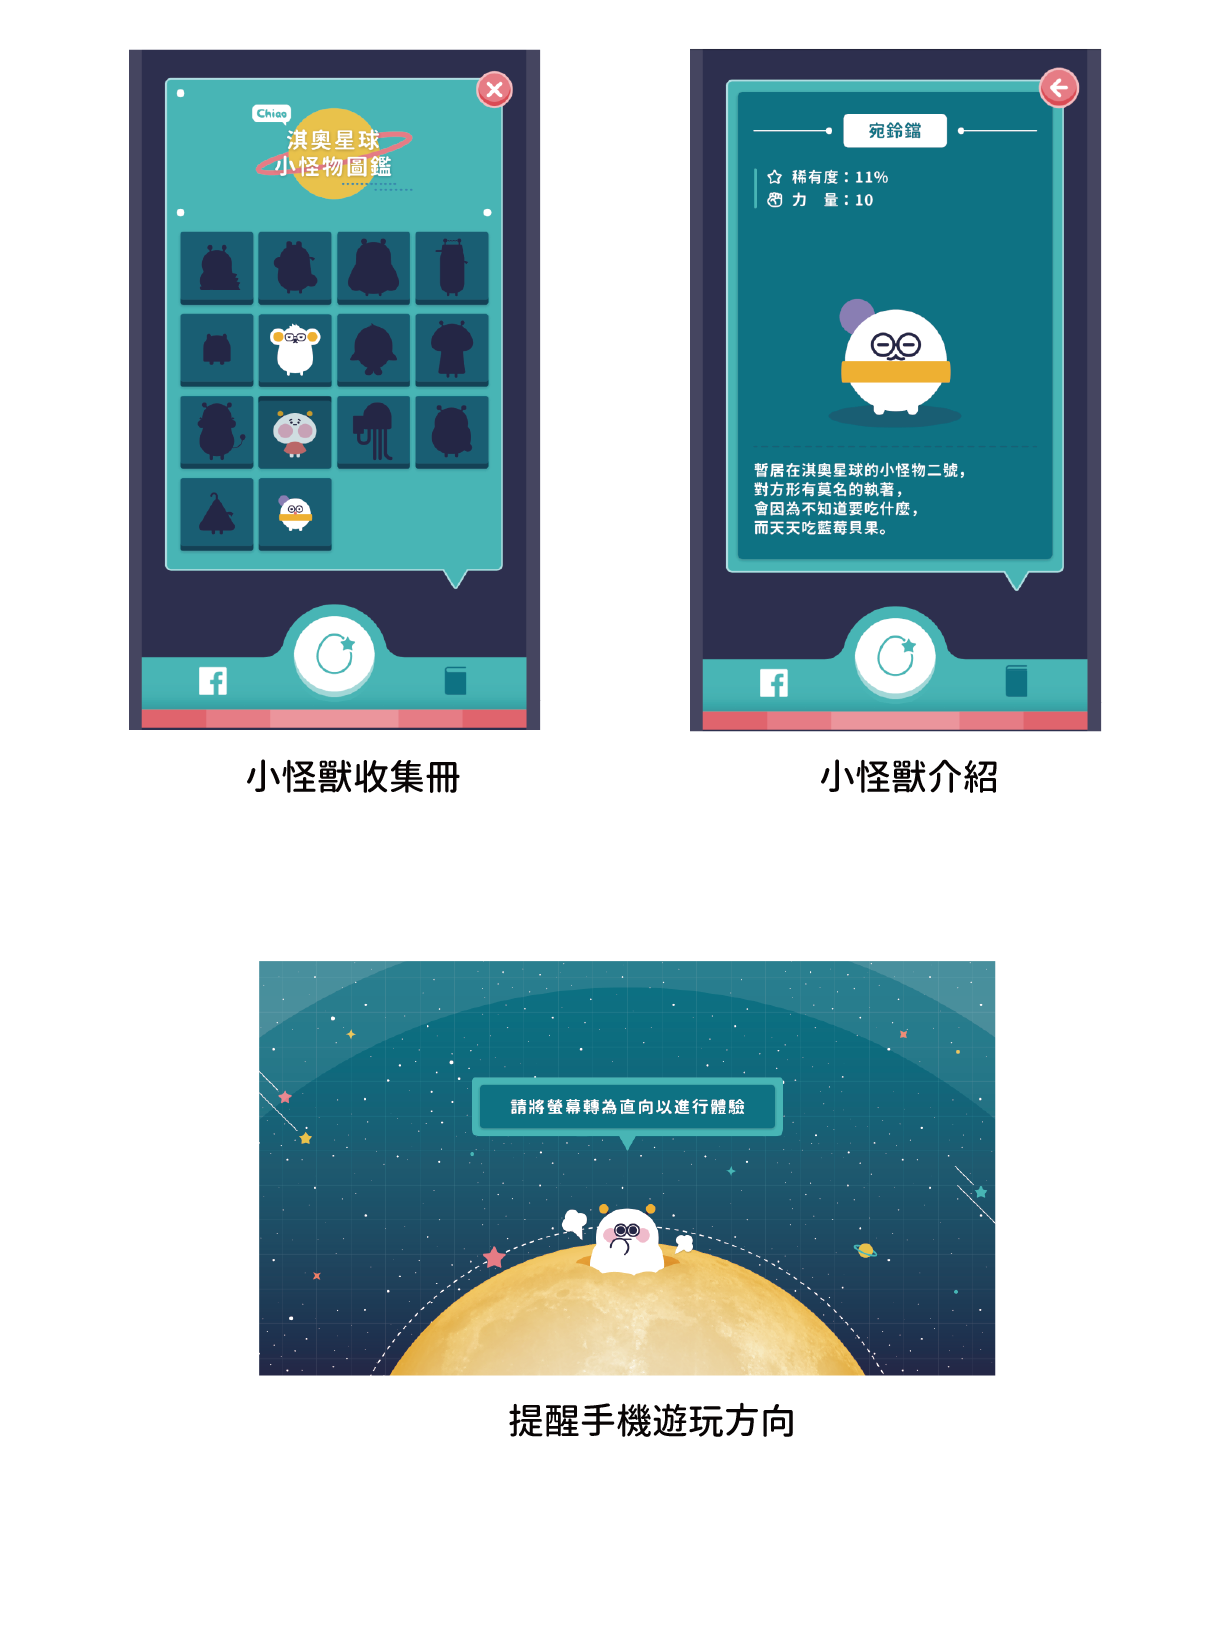 Chiao
淇奧星球
小怪物圖鑑
小怪獸收集冊
宛鈴鐺
稀有度：11%
力　量：10
暫居在淇奧星球的小怪物二號，
對方形有莫名的執著，
會因為不知道要吃什麼，
而天天吃藍莓貝果。
小怪獸介紹
請將螢幕轉為直向以進行體驗
提醒手機遊玩方向